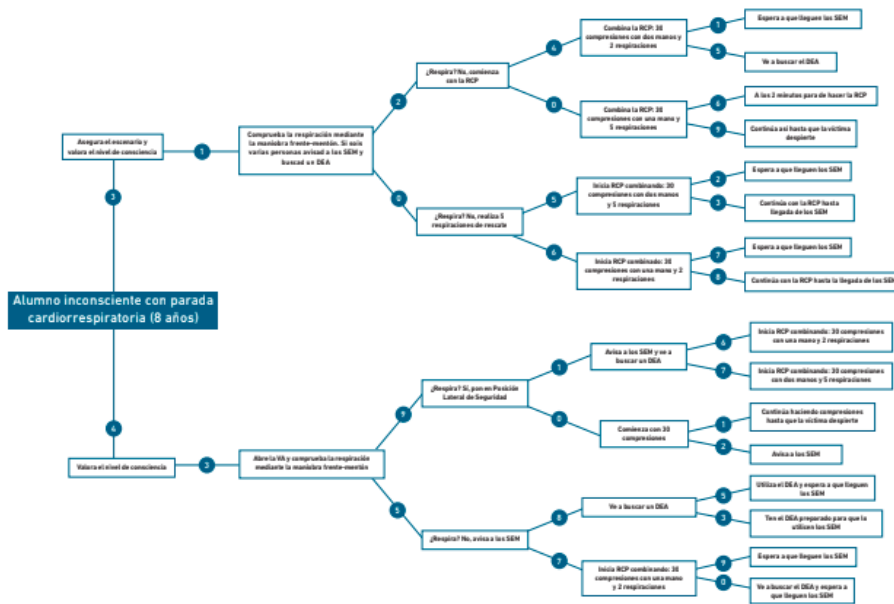 Alumno inconsciente con parada
cardiorrespiratoria (8 años)
3
Asegura el escenario y
valora el nivel de consciencia
1
Comprueba la respiración mediante
la maniobra frente-mentón. Si sois
varias personas avisad a los SEM y
buscad un DEA
2
¿Respira? No, comienza
con la RCP
4
Combina la RCP: 30
compresiones con dos manos y
2 respiraciones
1
Espera a que lleguen los SEM
5
Ve a buscar el DEA
0
Combina la RCP: 30
compresiones con una mano y
5 respiraciones
6
A los 2 minutos para de hacer la RCP
9
Continúa así hasta que la víctima
despierte
0
¿Respira? No, realiza 5
respiraciones de rescate
5
Inicia RCP combinando: 30
compresiones con dos manos
y 5 respiraciones
2
Espera a que lleguen los SEM
3
Continúa con la RCP hasta
llegada de los SEM
6
Inicia RCP combinado: 30
compresiones con una mano y 2
respiraciones
7
Espera a que lleguen los SEM
8
Continúa con la RCP hasta la llegada de los SEM
4
Valora el nivel de consciencia
3
Abre la VA y comprueba la respiración
mediante la maniobra frente-mentón
9
¿Respira? Sí, pon en Posición
Lateral de Seguridad
1
Avisa a los SEM y ve a
buscar un DEA
6
Inicia RCP combinando: 30 compresiones
con una mano y 2 respiraciones
7
Inicia RCP combinando: 30 compresiones
con dos manos y 5 respiraciones
0
Comienza con 30
compresiones
1
Continúa haciendo compresiones
hasta que la víctima despierte
2
Avisa a los SEM
5
¿Respira? No, avisa a los SEM
8
Ve a buscar un DEA
5
Utiliza el DEA y espera a que lleguen
los SEM
3
Ten el DEA preparado para que lo
utilicen los SEM
7
Inicia RCP combinando: 30
compresiones con una mano
y 2 respiraciones
9
Espera a que lleguen los SEM
0
Ve a buscar el DEA y espera a
que lleguen los SEM